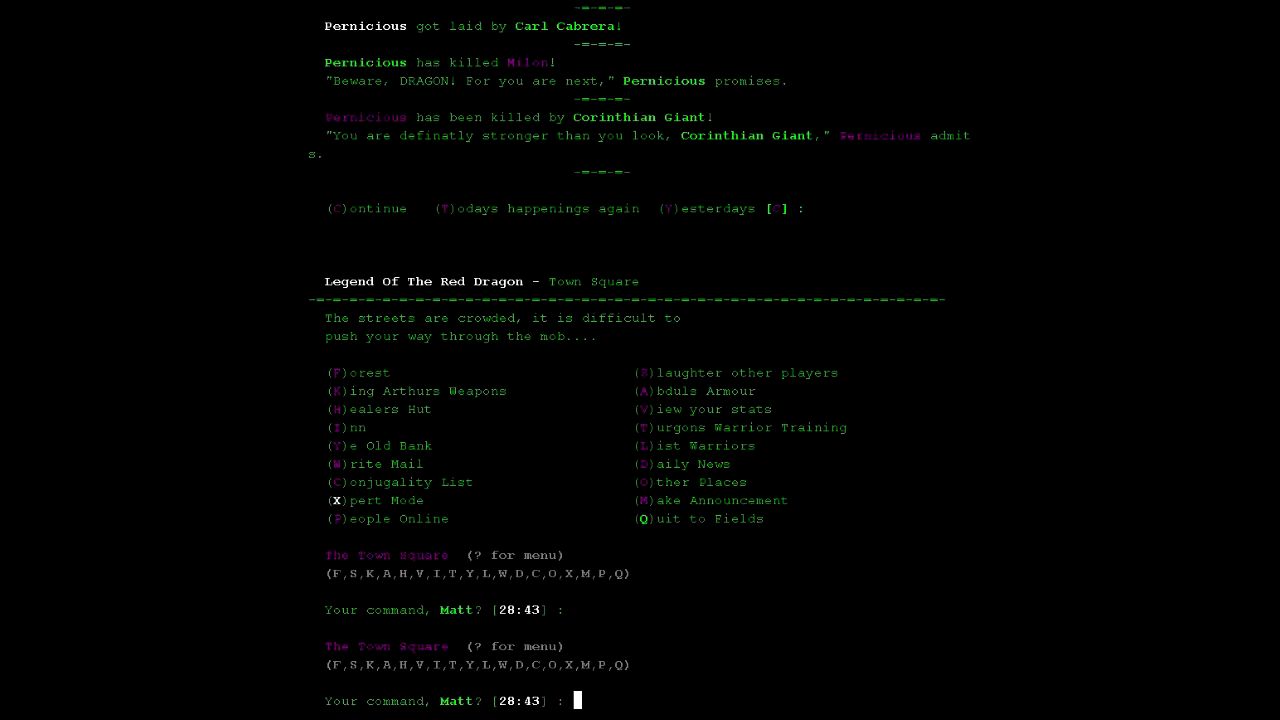 -=-=-=-
Pernicious got laid by Carl Cabrera!
-=-=-=-
Pernicious has killed Milon!
"Beware, DRAGON! For you are next," Pernicious promises.
-=-=-=-
Pernicious has been killed by Corinthian Giant!
"You are definatly stronger than you look, Corinthian Giant," Pernicious admit
s.
-=-=-=-
(C)ontinue   (T)odays happenings again  (Y)esterdays [C] :
Legend Of The Red Dragon - Town Square
-=-=-=-=-=-=-=-=-=-=-=-=-=-=-=-=-=-=-=-=-=-=-=-=-=-=-=-=-=-=-=-=-=-=-=-=-=-=-
The streets are crowded, it is difficult to
push your way through the mob....
(F)orest (S)laughter other players
(K)ing Arthurs Weapons (A)bduls Armour
(H)ealers Hut (V)iew your stats
(I)nn (T)urgons Warrior Training
(Y)e Old Bank (L)ist Warriors
(W)rite Mail (D)aily News
(C)onjugality List (O)ther Places
(X)pert Mode (M)ake Announcement
(P)eople Online (Q)uit to Fields
The Town Square  (? for menu)
(F,S,K,A,H,V,I,T,Y,L,W,D,C,O,X,M,P,Q)
Your command, Matt? [28:43] :
The Town Square  (? for menu)
(F,S,K,A,H,V,I,T,Y,L,W,D,C,O,X,M,P,Q)
Your command, Matt? [28:43] :